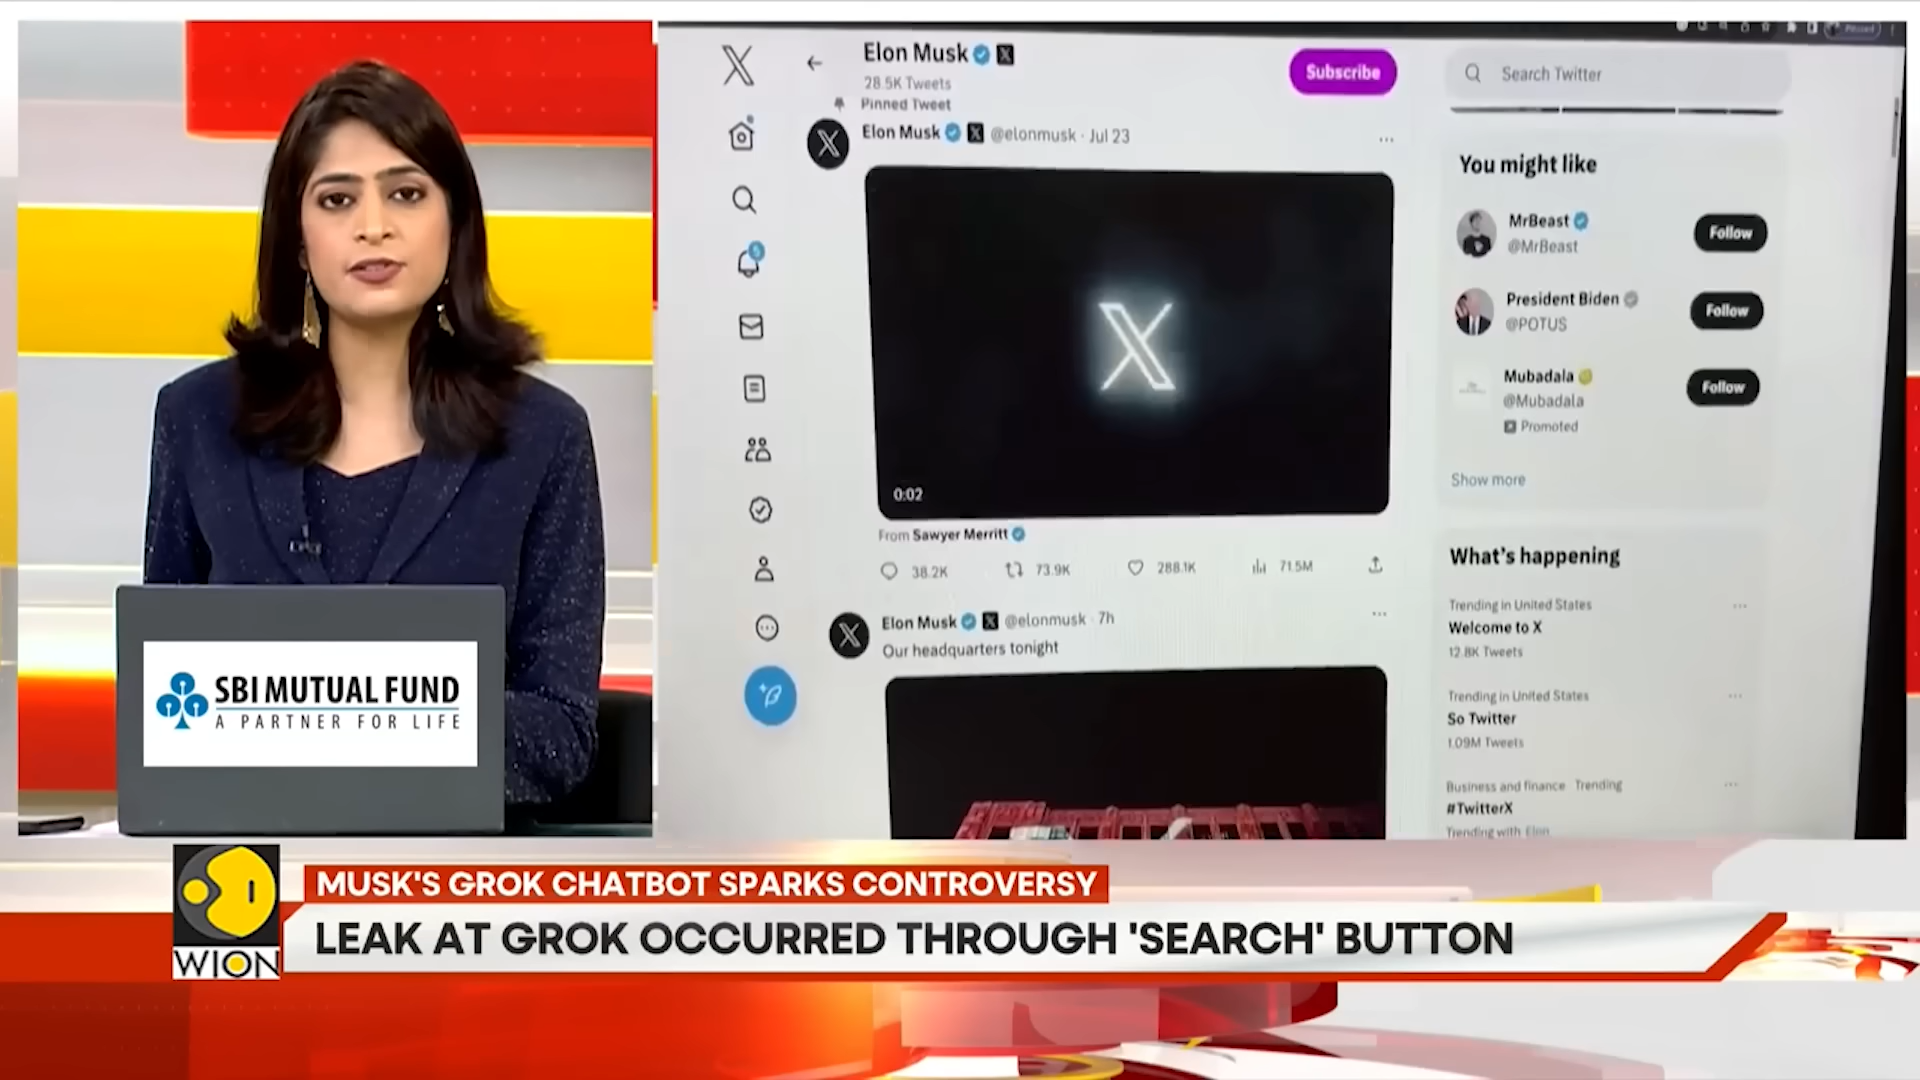 Elon Musk
28.5K Tweets
Subscribe
Search Twitter
Pinned Tweet
Elon Musk @elonmusk · Jul 23
0:02
From Sawyer Merritt
38.2K 73.9K 288.1K 71.5M
Elon Musk @elonmusk · 7h
Our headquarters tonight
5
You might like
MrBeast
@MrBeast
Follow
President Biden
@POTUS
Follow
Mubadala
@Mubadala
Promoted
Follow
Show more
What's happening
Trending in United States
Welcome to X
12.8K Tweets
Trending in United States
So Twitter
1.09M Tweets
Business and finance Trending
#TwitterX
Trending with Elon
SBI MUTUAL FUND
A PARTNER FOR LIFE
MUSK'S GROK CHATBOT SPARKS CONTROVERSY
LEAK AT GROK OCCURRED THROUGH 'SEARCH' BUTTON
WION